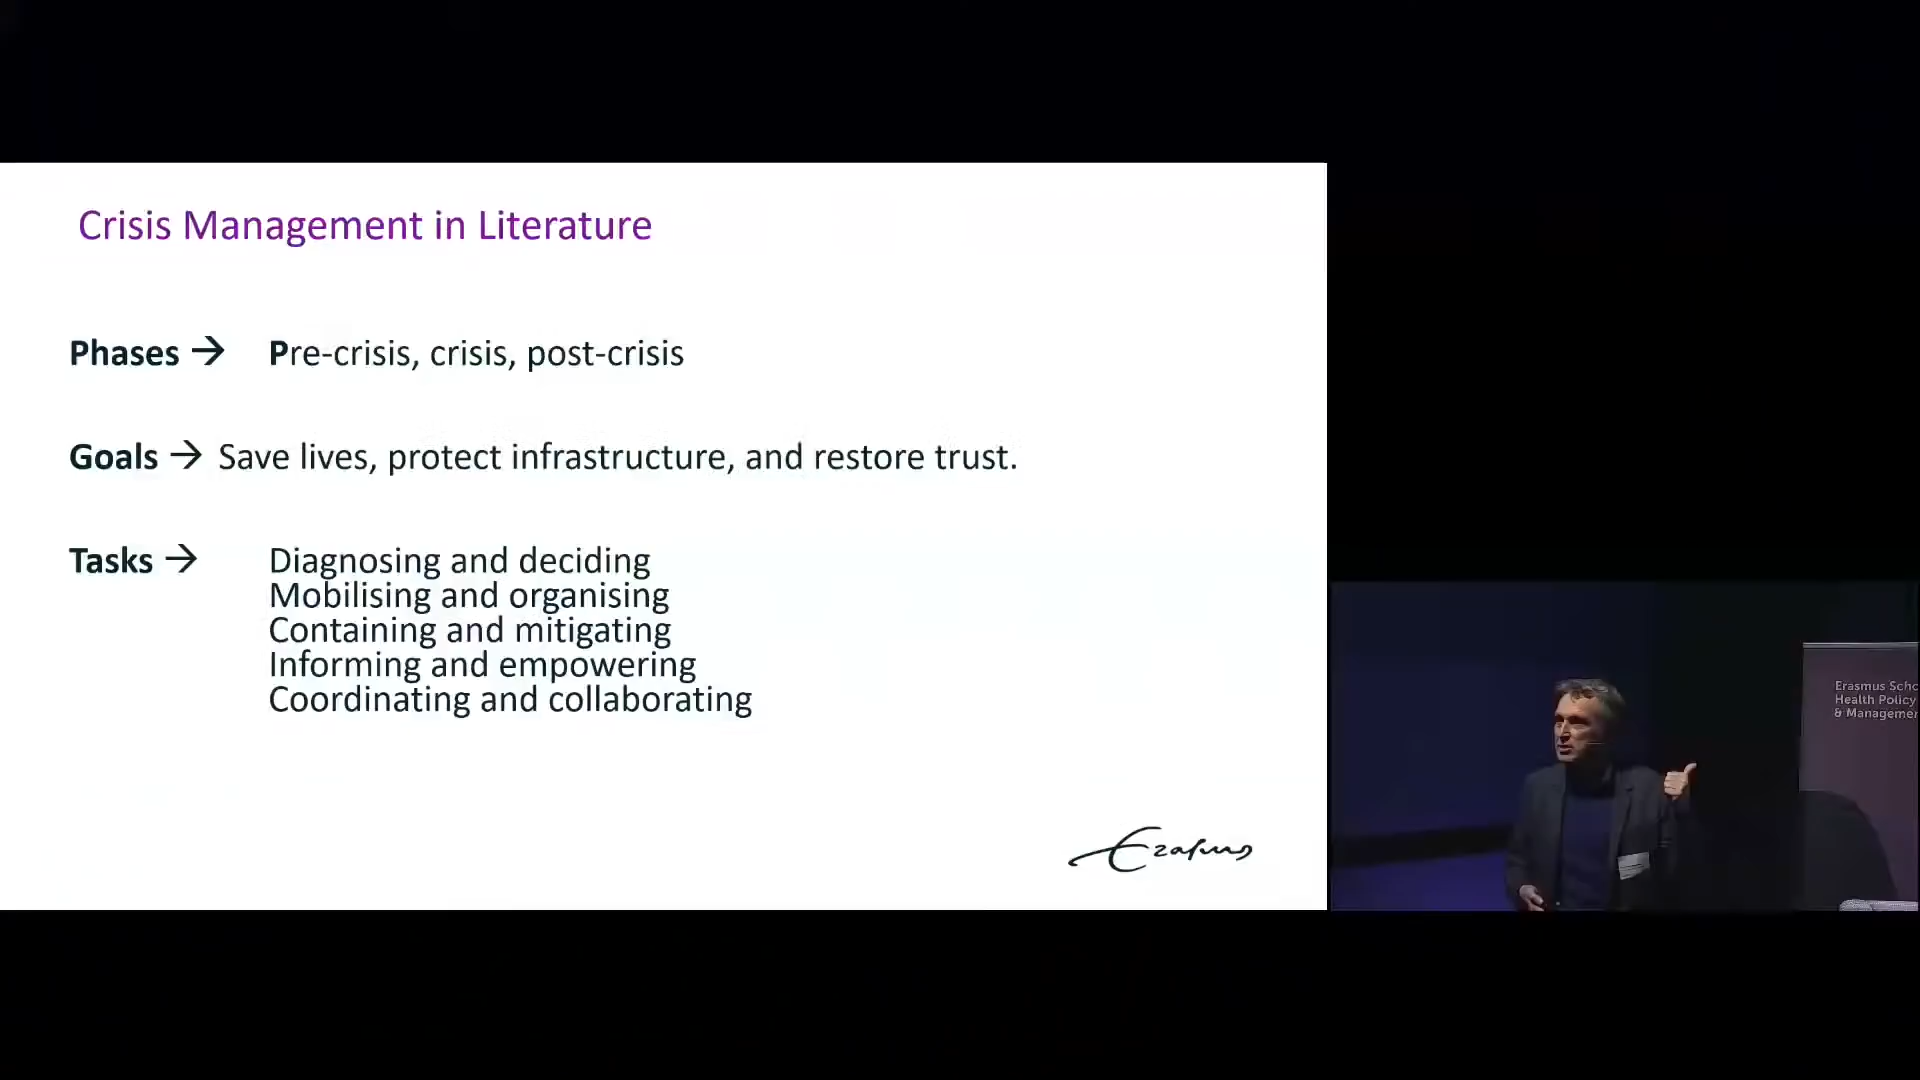 Crisis Management in Literature
Phases → Pre-crisis, crisis, post-crisis
Goals → Save lives, protect infrastructure, and restore trust.
Tasks → Diagnosing and deciding
Mobilising and organising
Containing and mitigating
Informing and empowering
Coordinating and collaborating
Erasmus
Erasmus Scho
Health Policy
& Managemen